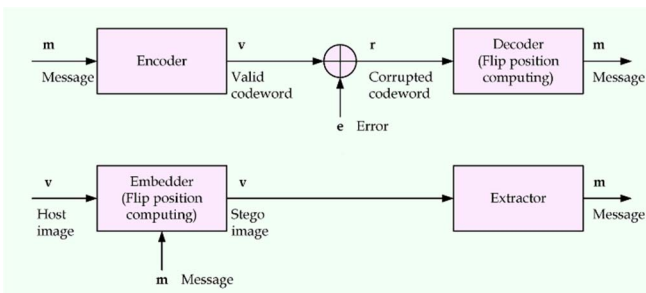 m v r Decoder m
Encoder (Flip position
Message Valid Corrupted computing) Message
codeword codeword
e Error
v Embedder v m
(Flip position Extractor
Host computing) Stego Message
image image
m Message